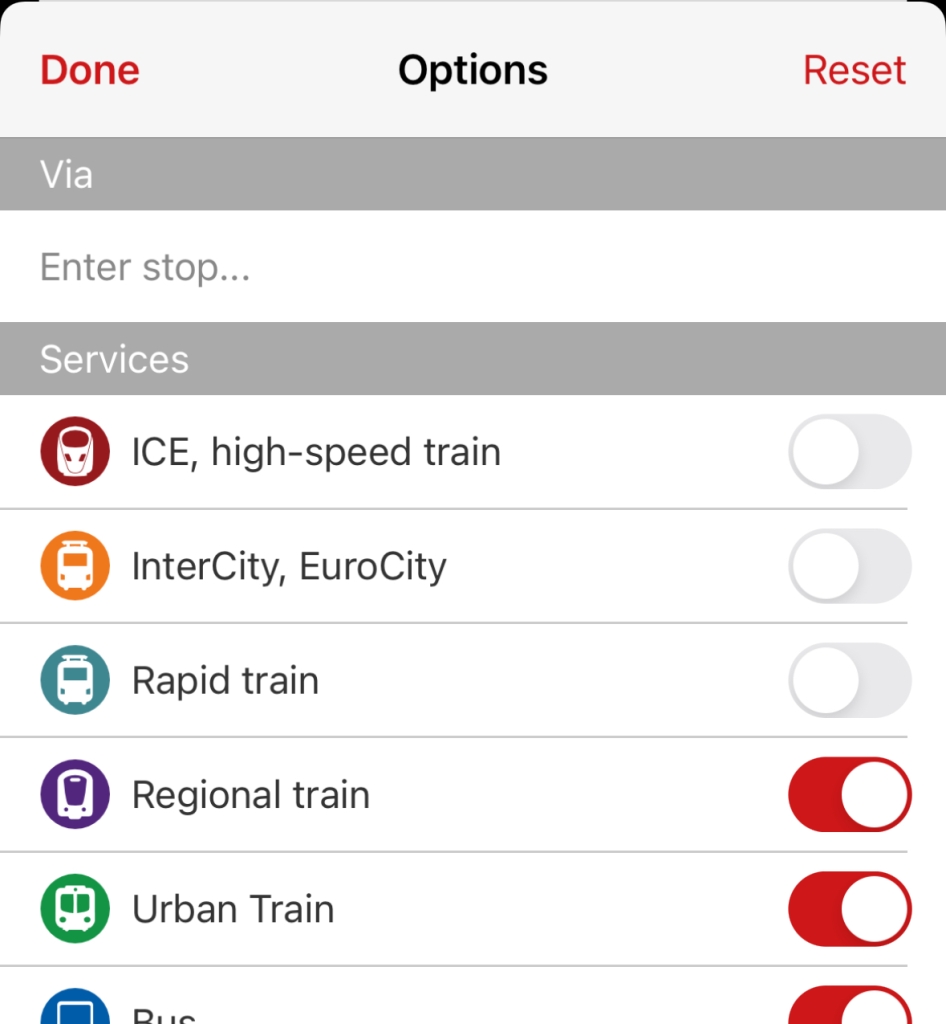 Done
Options
Reset
Via
Enter stop...
Services
ICE, high-speed train
InterCity, EuroCity
Rapid train
Regional train
Urban Train
Bus